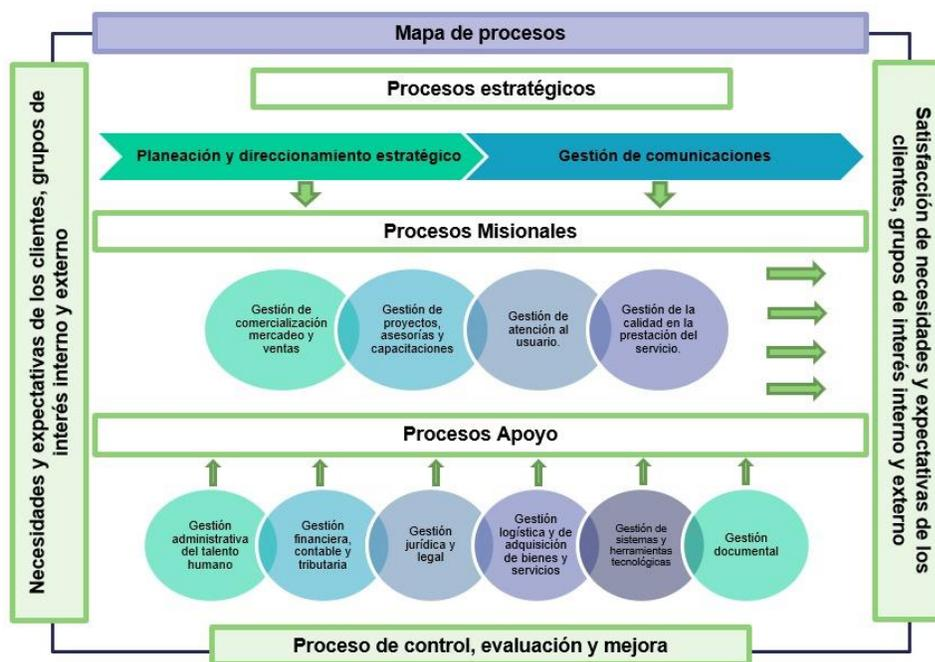 Mapa de procesos
Necesidades y expectativas de los clientes, grupos de
interés interno y externo
Procesos estratégicos
Planeación y direccionamiento estratégico
Gestión de comunicaciones
Procesos Misionales
Gestión de
comercialización
mercadeo y
ventas
Gestión de
proyectos,
asesorías y
capacitaciones
Gestión de
atención al
usuario.
Gestión de la
calidad en la
prestación del
servicio.
Procesos Apoyo
Gestión
administrativa
del talento
humano
Gestión
financiera,
contable y
tributaria
Gestión
jurídica y
legal
Gestión
logística y de
adquisición
de bienes y
servicios
Gestión de
sistemas y
herramientas
tecnológicas
Gestión
documental
Satisfacción de necesidades y expectativas de los
clientes, grupos de interés interno y externo
Proceso de control, evaluación y mejora